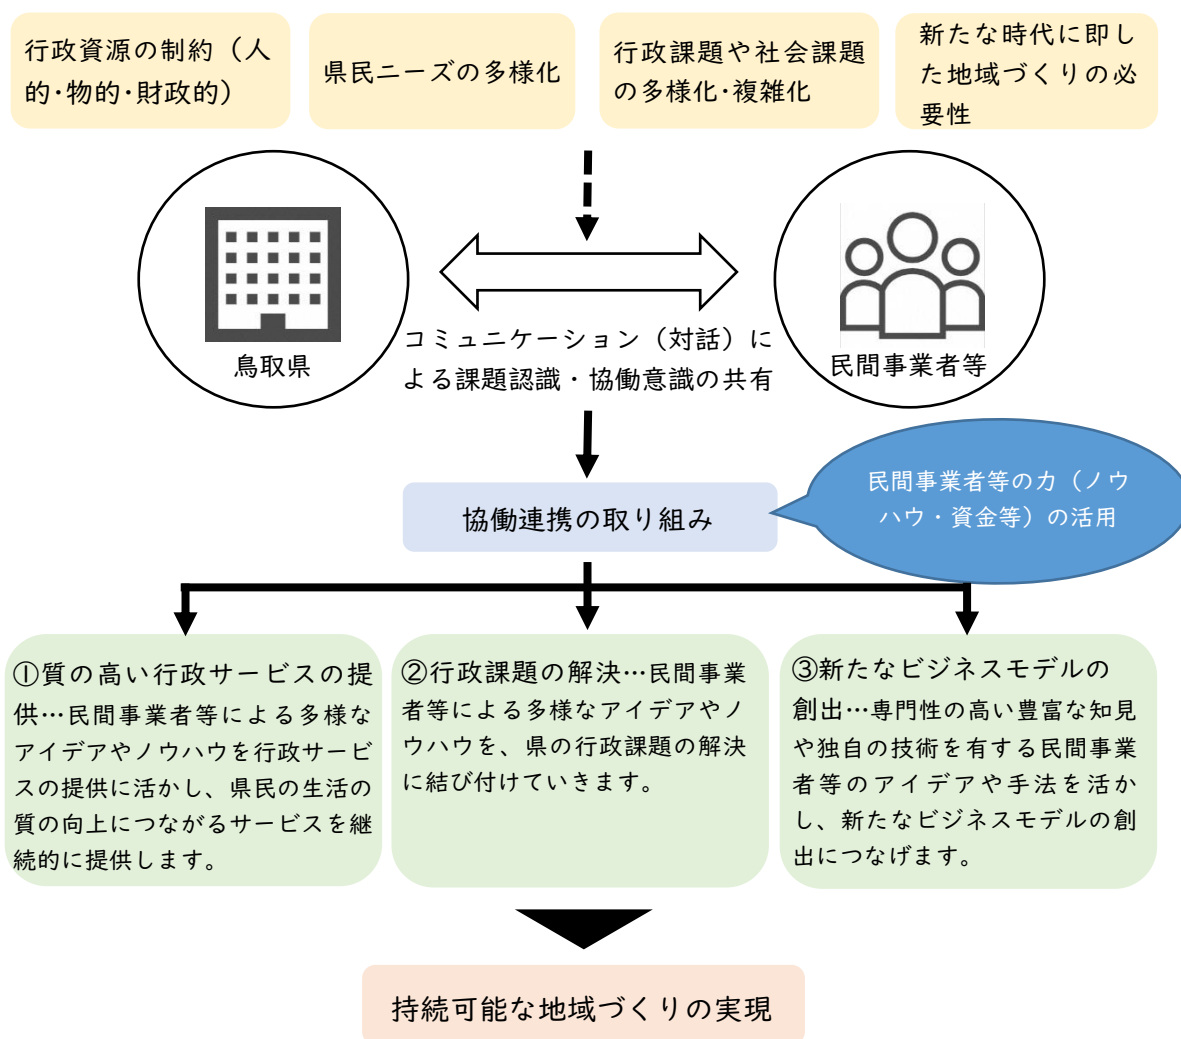 行政資源の制約（人
的・物的・財政的）
県民ニーズの多様化
行政課題や社会課題
の多様化・複雑化
新たな時代に即し
た地域づくりの必
要性
鳥取県
コミュニケーション（対話）に
よる課題認識・協働意識の共有
民間事業者等
民間事業者等の力（ノウ
ハウ・資金等）の活用
協働連携の取り組み
①質の高い行政サービスの提
供…民間事業者等による多様な
アイデアやノウハウを行政サービ
スの提供に活かし、県民の生活の
質の向上につながるサービスを継
続的に提供します。
②行政課題の解決…民間事業
者等による多様なアイデアやノ
ウハウを、県の行政課題の解決
に結び付けていきます。
③新たなビジネスモデルの
創出…専門性の高い豊富な知見
や独自の技術を有する民間事業
者等のアイデアや手法を活か
し、新たなビジネスモデルの創
出につなげます。
持続可能な地域づくりの実現